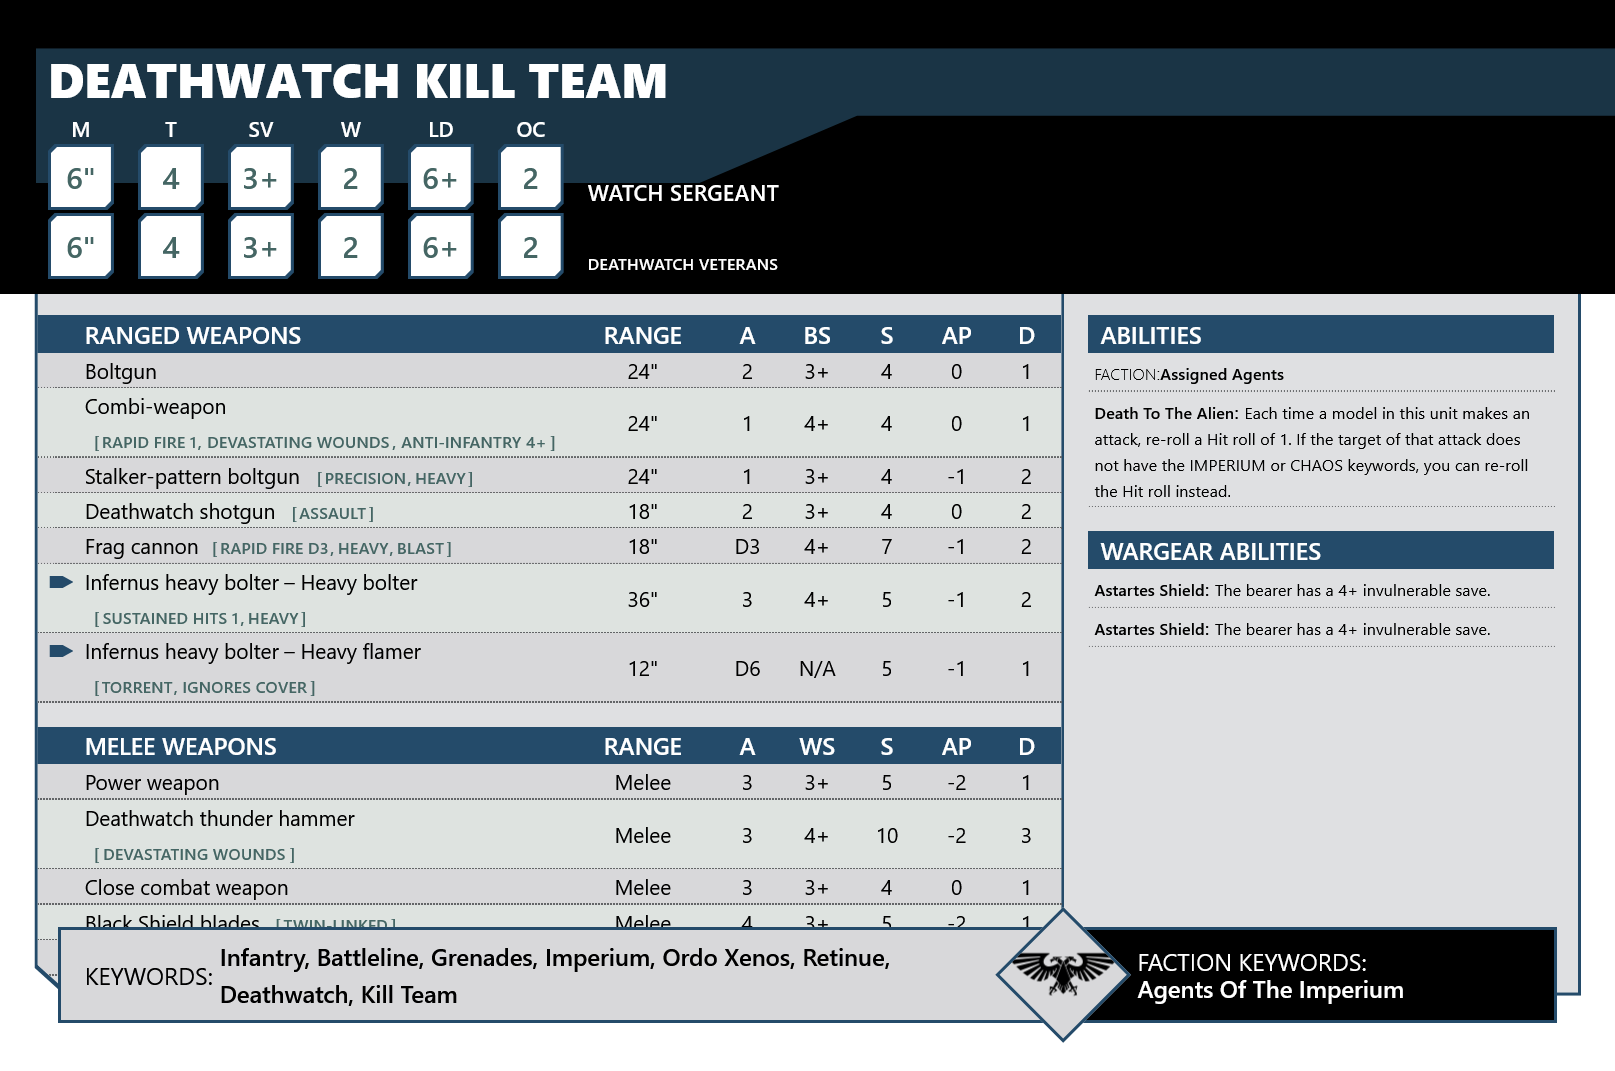 DEATHWATCH KILL TEAM
M T SV W LD OC
6" 4 3+ 2 6+ 2 WATCH SERGEANT
6" 4 3+ 2 6+ 2 DEATHWATCH VETERANS
RANGED WEAPONS RANGE A BS S AP D
Boltgun 24" 2 3+ 4 0 1
Combi-weapon
[RAPID FIRE 1, DEVASTATING WOUNDS, ANTI-INFANTRY 4+] 24" 1 4+ 4 0 1
Stalker-pattern boltgun [PRECISION, HEAVY] 24" 1 3+ 4 -1 2
Deathwatch shotgun [ASSAULT] 18" 2 3+ 4 0 2
Frag cannon [RAPID FIRE D3, HEAVY, BLAST] 18" D3 4+ 7 -1 2
Infernus heavy bolter – Heavy bolter
[SUSTAINED HITS 1, HEAVY] 36" 3 4+ 5 -1 2
Infernus heavy bolter – Heavy flamer
[TORRENT, IGNORES COVER] 12" D6 N/A 5 -1 1
MELEE WEAPONS RANGE A WS S AP D
Power weapon Melee 3 3+ 5 -2 1
Deathwatch thunder hammer
[DEVASTATING WOUNDS] Melee 3 4+ 10 -2 3
Close combat weapon Melee 3 3+ 4 0 1
Black Shield blades [TWIN-LINKED] Melee 4 3+ 5 -2 1
ABILITIES
FACTION:Assigned Agents
Death To The Alien: Each time a model in this unit makes an
attack, re-roll a Hit roll of 1. If the target of that attack does
not have the IMPERIUM or CHAOS keywords, you can re-roll
the Hit roll instead.
WARGEAR ABILITIES
Astartes Shield: The bearer has a 4+ invulnerable save.
Astartes Shield: The bearer has a 4+ invulnerable save.
KEYWORDS: Infantry, Battleline, Grenades, Imperium, Ordo Xenos, Retinue,
Deathwatch, Kill Team
FACTION KEYWORDS:
Agents Of The Imperium